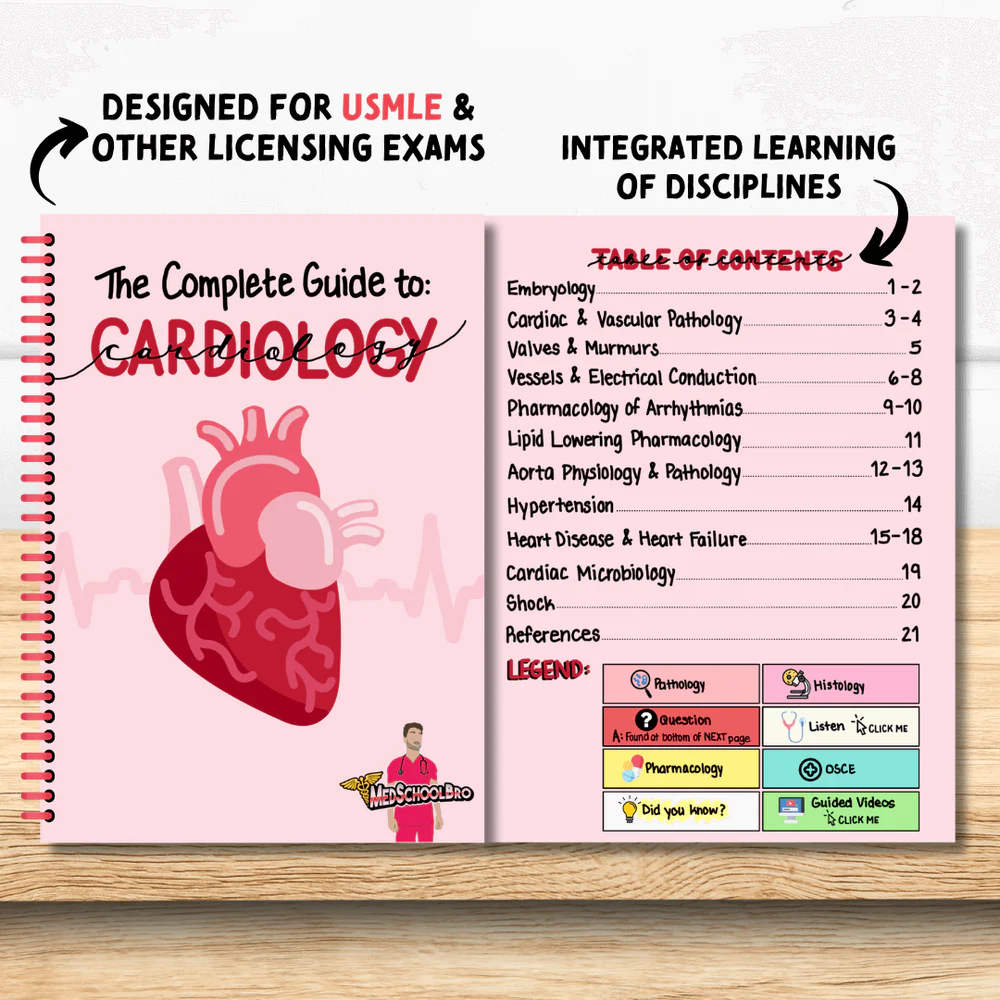 DESIGNED FOR USMLE &
OTHER LICENSING EXAMS
INTEGRATED LEARNING
OF DISCIPLINES
The Complete Guide to:
CARDIOLOGY
cardiology
MEDSCHOOLBRO
TABLE OF CONTENTS
table of contents
Embryology 1-2
Cardiac & Vascular Pathology 3-4
Valves & Murmurs 5
Vessels & Electrical Conduction 6-8
Pharmacology of Arrhythmias 9-10
Lipid Lowering Pharmacology 11
Aorta Physiology & Pathology 12-13
Hypertension 14
Heart Disease & Heart Failure 15-18
Cardiac Microbiology 19
Shock 20
References 21
LEGEND:
Pathology
Histology
? Question
A: Found at bottom of NEXT page
Listen CLICK ME
Pharmacology
OSCE
Did you know?
Guided Videos
CLICK ME